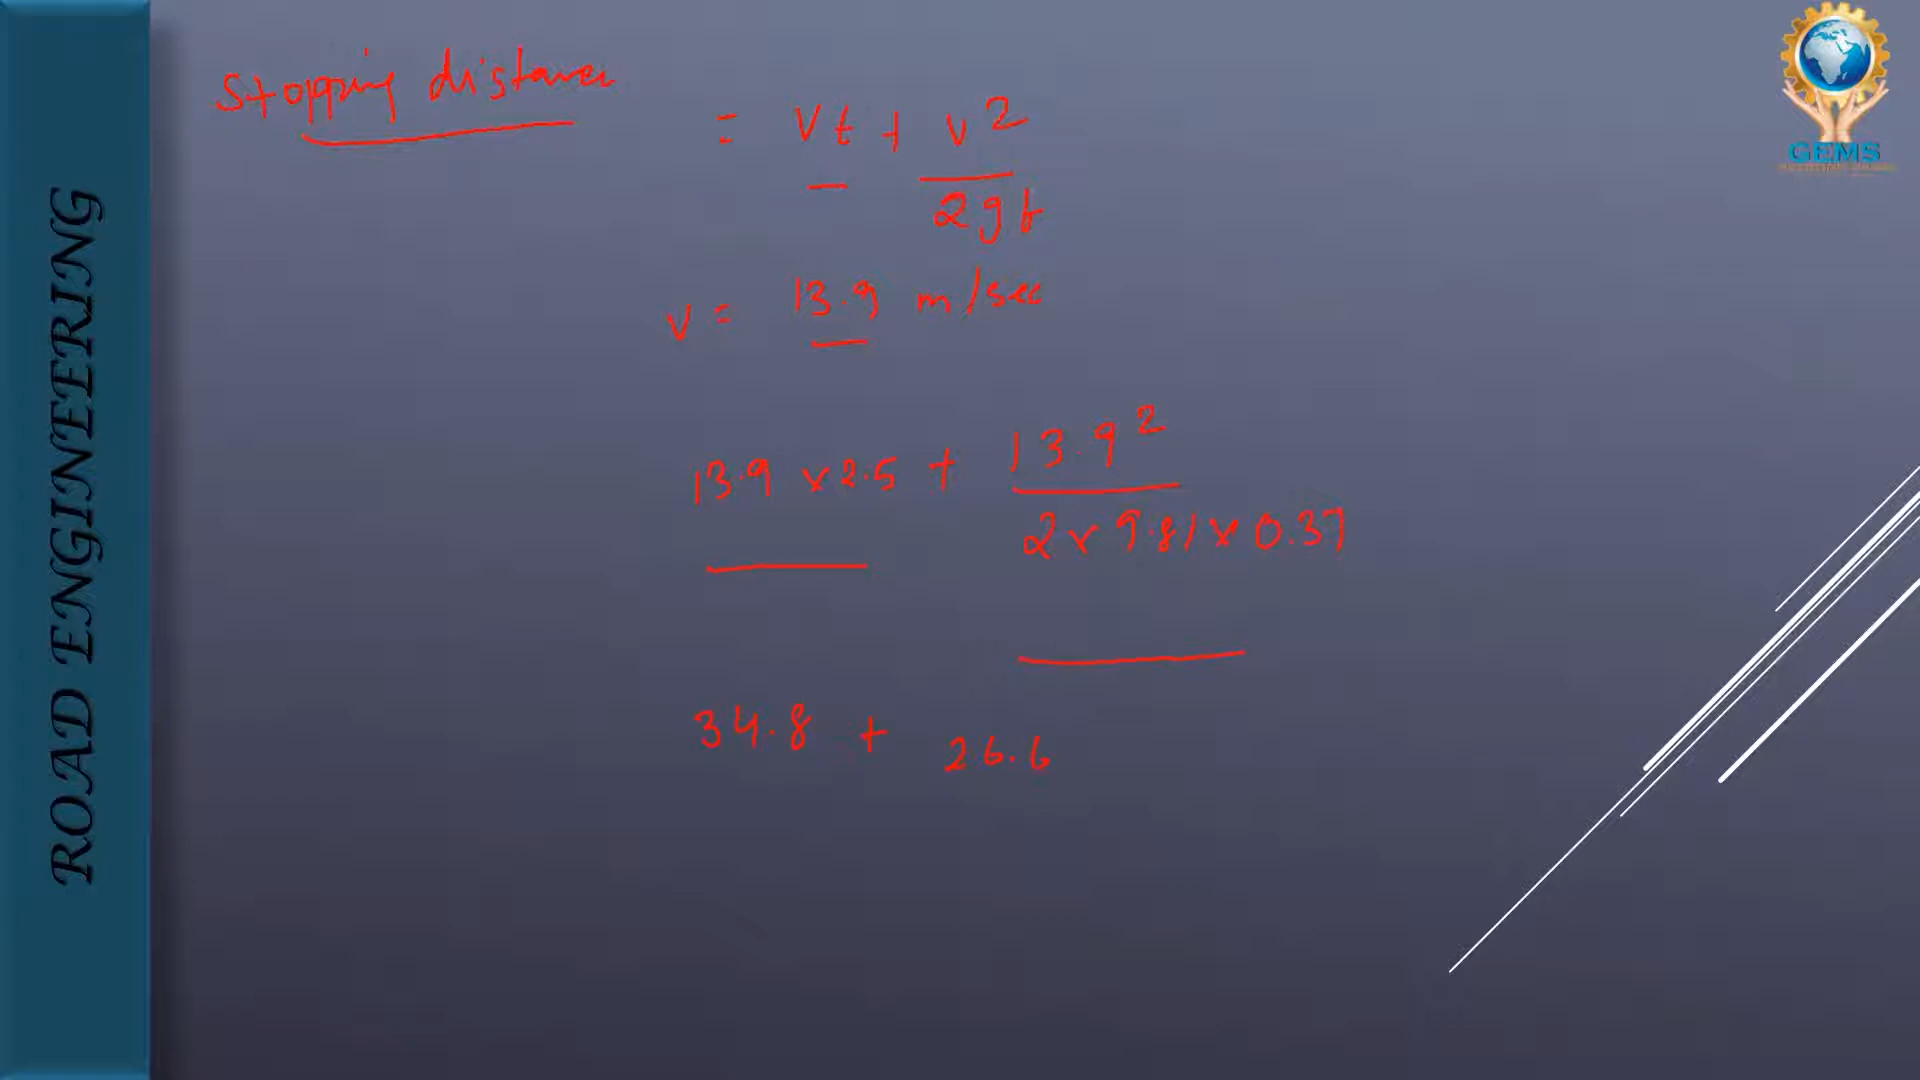 ROAD ENGINEERING
GEMS
Stopping distance
= Vt + v²/2gf
v = 13.9 m/sec
13.9 x 2.5 + 13.9²/2 x 9.81 x 0.37
34.8 + 26.6